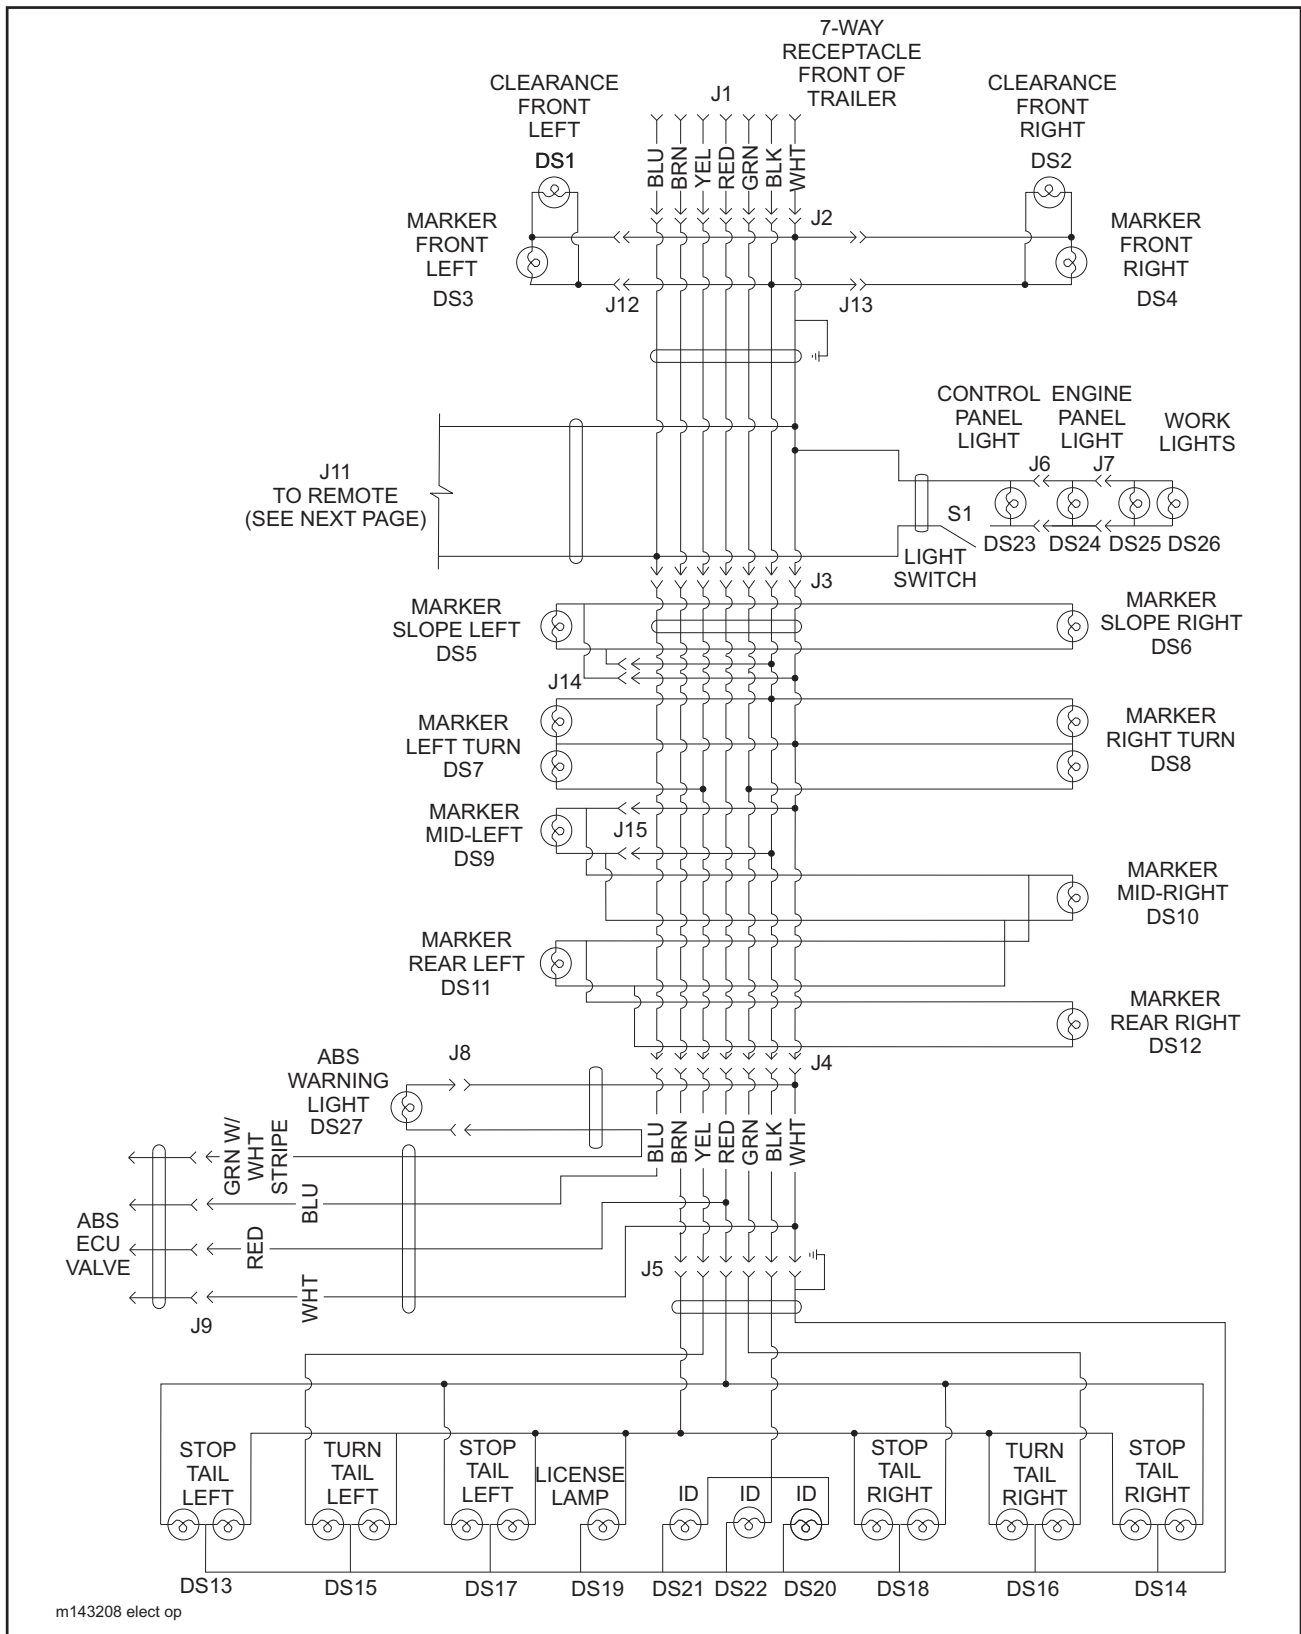 7-WAY
RECEPTACLE
FRONT OF
TRAILER
CLEARANCE
FRONT
LEFT
DS1
J1
CLEARANCE
FRONT
RIGHT
DS2
BLU
BRN
YEL
RED
GRN
BLK
WHT
MARKER
FRONT
LEFT
DS3
J2
MARKER
FRONT
RIGHT
DS4
J12
J13
CONTROL
PANEL
LIGHT
ENGINE
PANEL
LIGHT
WORK
LIGHTS
J6
J7
J11
TO REMOTE
(SEE NEXT PAGE)
S1
LIGHT
SWITCH
DS23
DS24
DS25
DS26
J3
MARKER
SLOPE LEFT
DS5
MARKER
SLOPE RIGHT
DS6
J14
MARKER
LEFT TURN
DS7
MARKER
RIGHT TURN
DS8
MARKER
MID-LEFT
DS9
J15
MARKER
MID-RIGHT
DS10
MARKER
REAR LEFT
DS11
MARKER
REAR RIGHT
DS12
J8
J4
ABS
WARNING
LIGHT
DS27
BLU
BRN
YEL
RED
GRN
BLK
WHT
GRN W/
WHT
STRIPE
BLU
RED
WHT
ABS
ECU
VALVE
J9
J5
STOP
TAIL
LEFT
TURN
TAIL
LEFT
STOP
TAIL
LEFT
LICENSE
LAMP
ID
ID
ID
STOP
TAIL
RIGHT
TURN
TAIL
RIGHT
STOP
TAIL
RIGHT
DS13
DS15
DS17
DS19
DS21
DS22
DS20
DS18
DS16
DS14
m143208 elect op